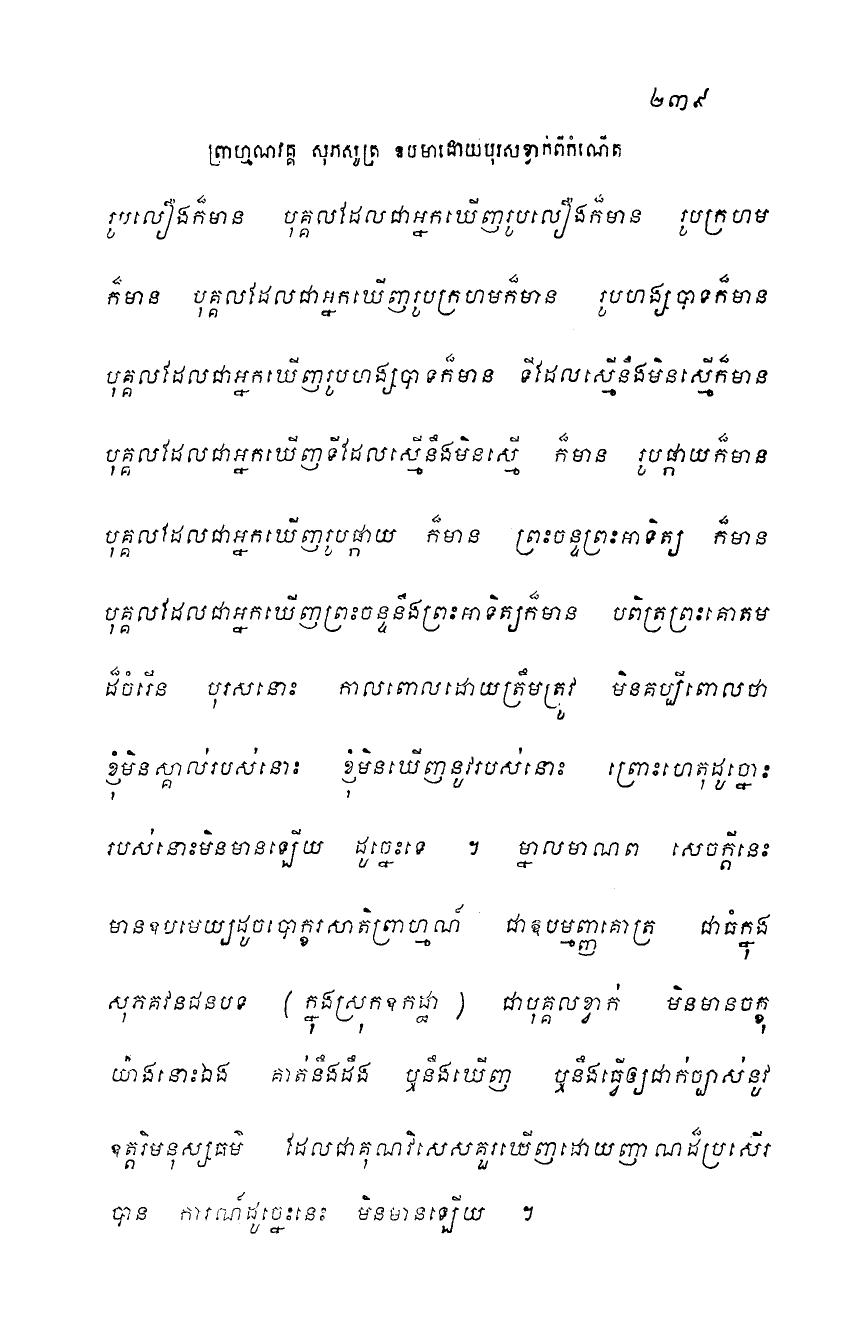 ២៣៩
ព្រាហ្មណវគ្គ សុភសូត្រ ឧបមាដោយបុរសខ្វាក់ពីកំណើត
រូបលឿងក៏មាន បុគ្គលដែលជាអ្នកឃើញរូបលឿងក៏មាន រូបក្រហម
ក៏មាន បុគ្គលដែលជាអ្នកឃើញរូបក្រហមក៏មាន រូបហង្សបាទក៏មាន
បុគ្គលដែលជាអ្នកឃើញរូបហង្សបាទក៏មាន ទីដែលស្មើនឹងមិនស្មើក៏មាន
បុគ្គលដែលជាអ្នកឃើញទីដែលស្មើនឹងមិនស្មើ ក៏មាន រូបផ្កាយក៏មាន
បុគ្គលដែលជាអ្នកឃើញរូបផ្កាយ ក៏មាន ព្រះចន្ទព្រះអាទិត្យ ក៏មាន
បុគ្គលដែលជាអ្នកឃើញព្រះចន្ទនឹងព្រះអាទិត្យក៏មាន បពិត្រព្រះគោតម
ដ៏ចំរើន បុរសនោះ កាលពោលដោយត្រឹមត្រូវ មិនគប្បីពោលថា
ខ្ញុំមិនស្គាល់របស់នោះ ខ្ញុំមិនឃើញនូវរបស់នោះ ព្រោះហេតុដូច្នោះ
របស់នោះមិនមានឡើយ ដូច្នេះទេ ។ ម្នាលមាណព សេចក្តីនេះ
មានឧបមេយ្យដូចបោក្ខរសាតិព្រាហ្មណ៍ ជាឧបមញ្ញគោត្រ ជាធំក្នុង
សុភគវនជនបទ (ក្នុងស្រុកឧកដ្ឋា) ជាបុគ្គលខ្វាក់ មិនមានចក្ខុ
យ៉ាងនោះឯង គាត់នឹងដឹង ឬនឹងឃើញ ឬនឹងធ្វើឲ្យជាក់ច្បាស់នូវ
ឧត្តរិមនុស្សធម៌ ដែលជាគុណវិសេសគួរឃើញដោយញាណដ៏ប្រសើរ
បាន ការណ៍ដូច្នេះនេះ មិនមានឡើយ ។